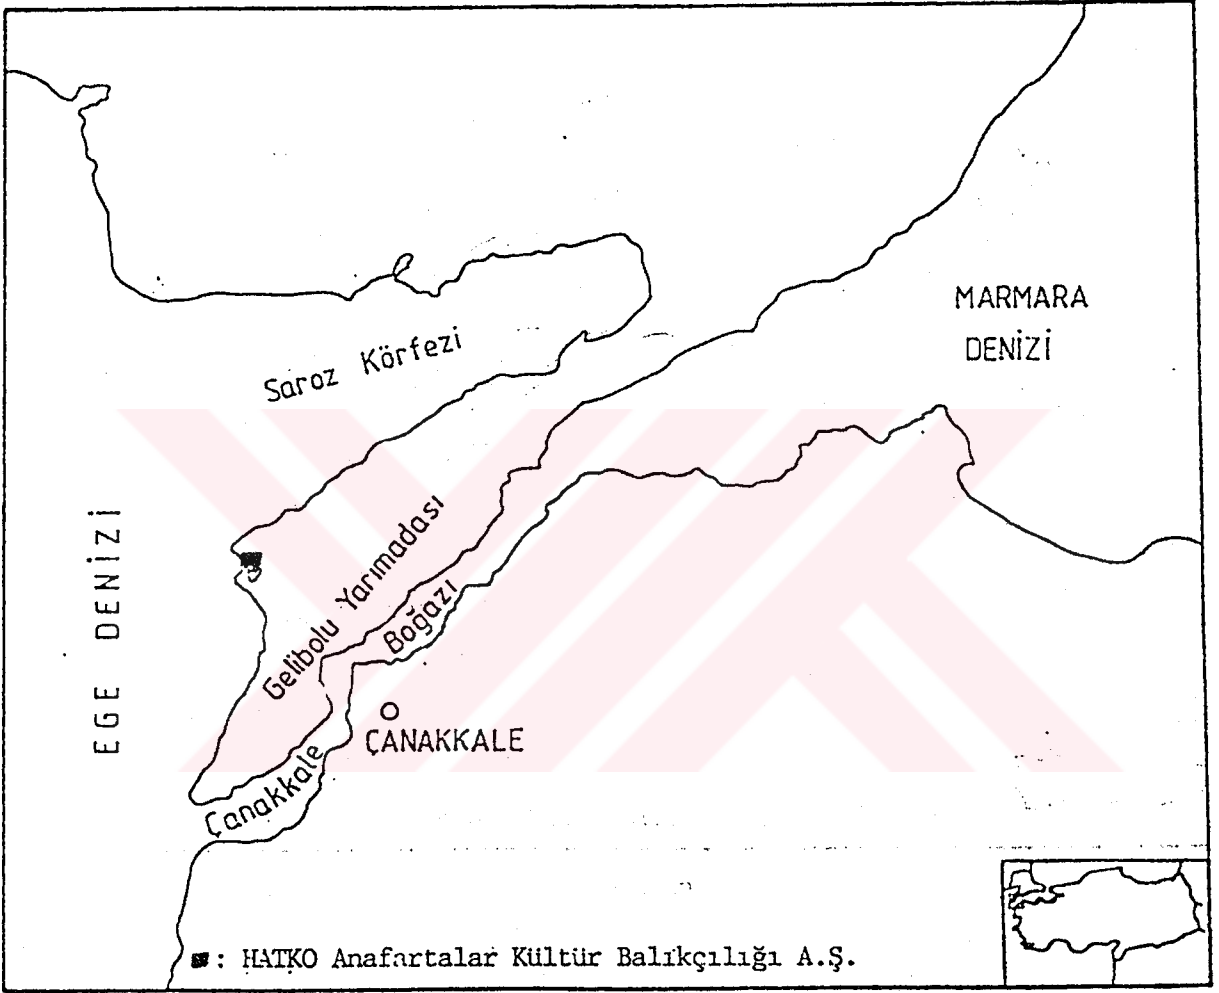 MARMARA
DENİZİ
Saroz Körfezi
EGE DENİZİ
Gelibolu Yarımadası
Çanakkale Boğazı
ÇANAKKALE
■: HATKO Anafartalar Kültür Balıkçılığı A.Ş.